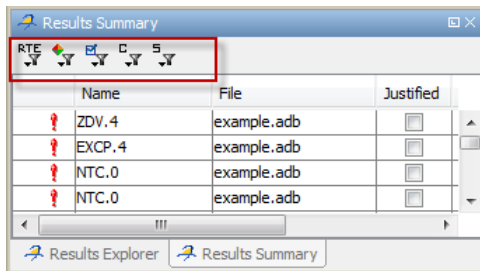 Results Summary
RTE C S
Name File Justified
ZDV.4 example.adb
EXCP.4 example.adb
NTC.0 example.adb
NTC.0 example.adb
Results Explorer Results Summary